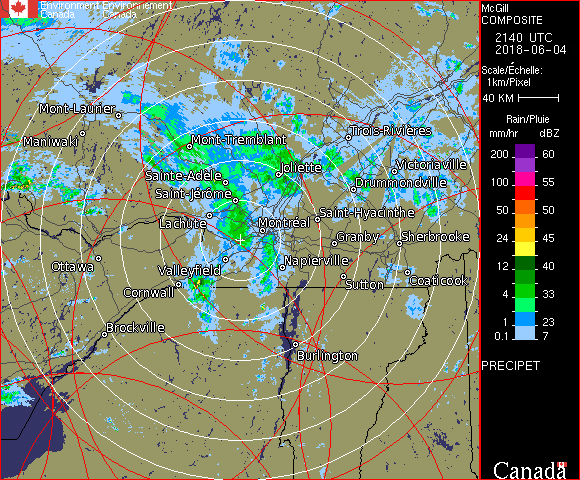 Environment Environnement
Canada Canada
Mont-Laurier
Maniwaki
Mont-Tremblant
Trois-Rivières
Sainte-Adèle
Joliette
Victoriaville
Saint-Jérôme
Drummondville
Lachute
Montréal
Saint-Hyacinthe
Granby
Sherbrooke
Ottawa
Valleyfield
Napierville
Cornwall
Sutton
Coaticook
Brockville
Burlington
McGill
COMPOSITE
2140 UTC
2018-06-04
Scale/Échelle:
1km/Pixel
40 KM
Rain/Pluie
mm/hr dBZ
200 60
150 57
100 55
50 50
24 45
12 40
4 33
1 23
0.1 7
PRECIPET
Canada